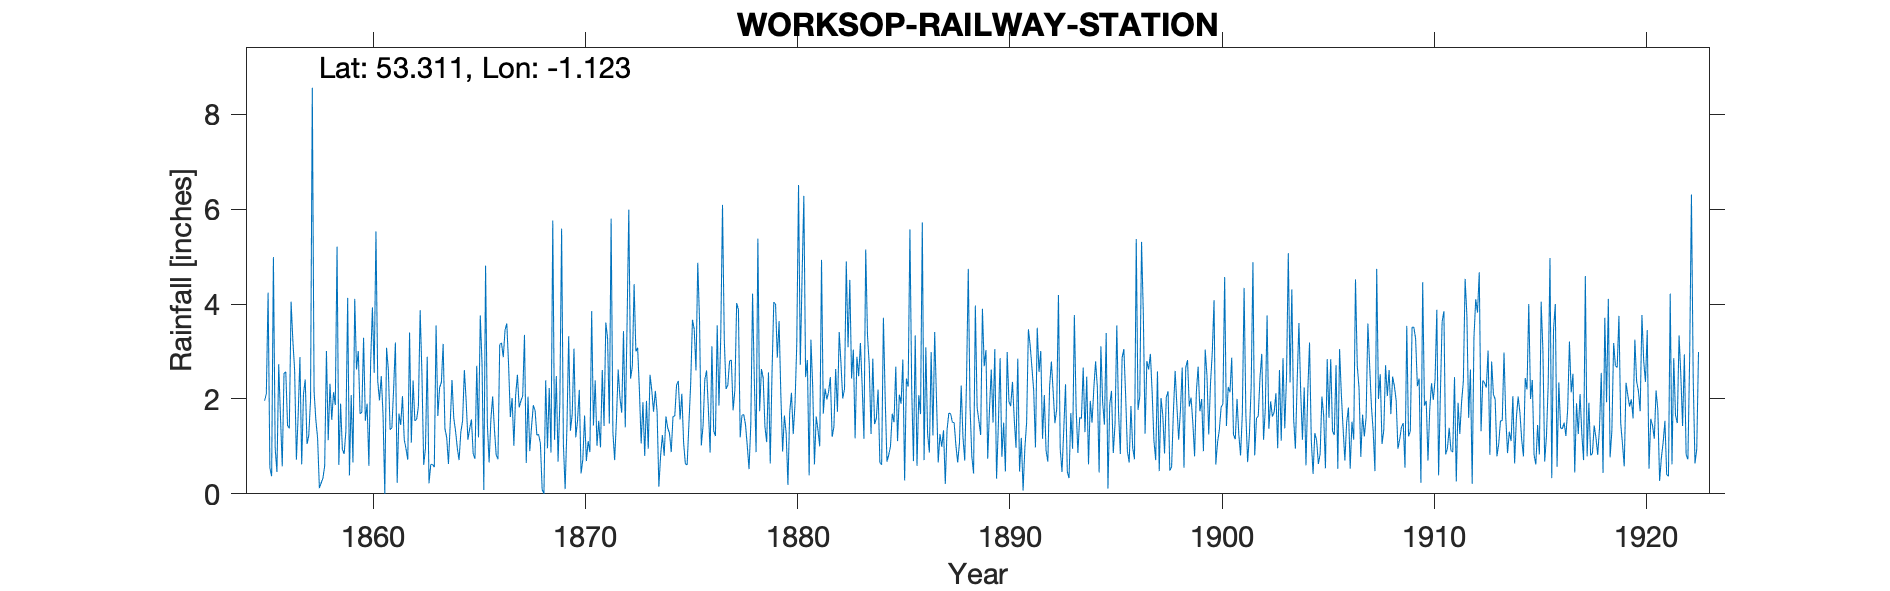 WORKSOP-RAILWAY-STATION
Lat: 53.311, Lon: -1.123
Rainfall [inches]
8
6
4
2
0
1860 1870 1880 1890 1900 1910 1920
Year